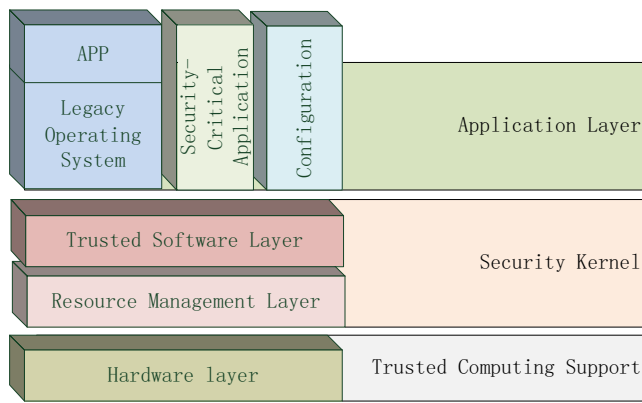 APP
Legacy
Operating
System
Security-
Critical
Application
Configuration
Application Layer
Trusted Software Layer
Security Kernel
Resource Management Layer
Hardware layer
Trusted Computing Support